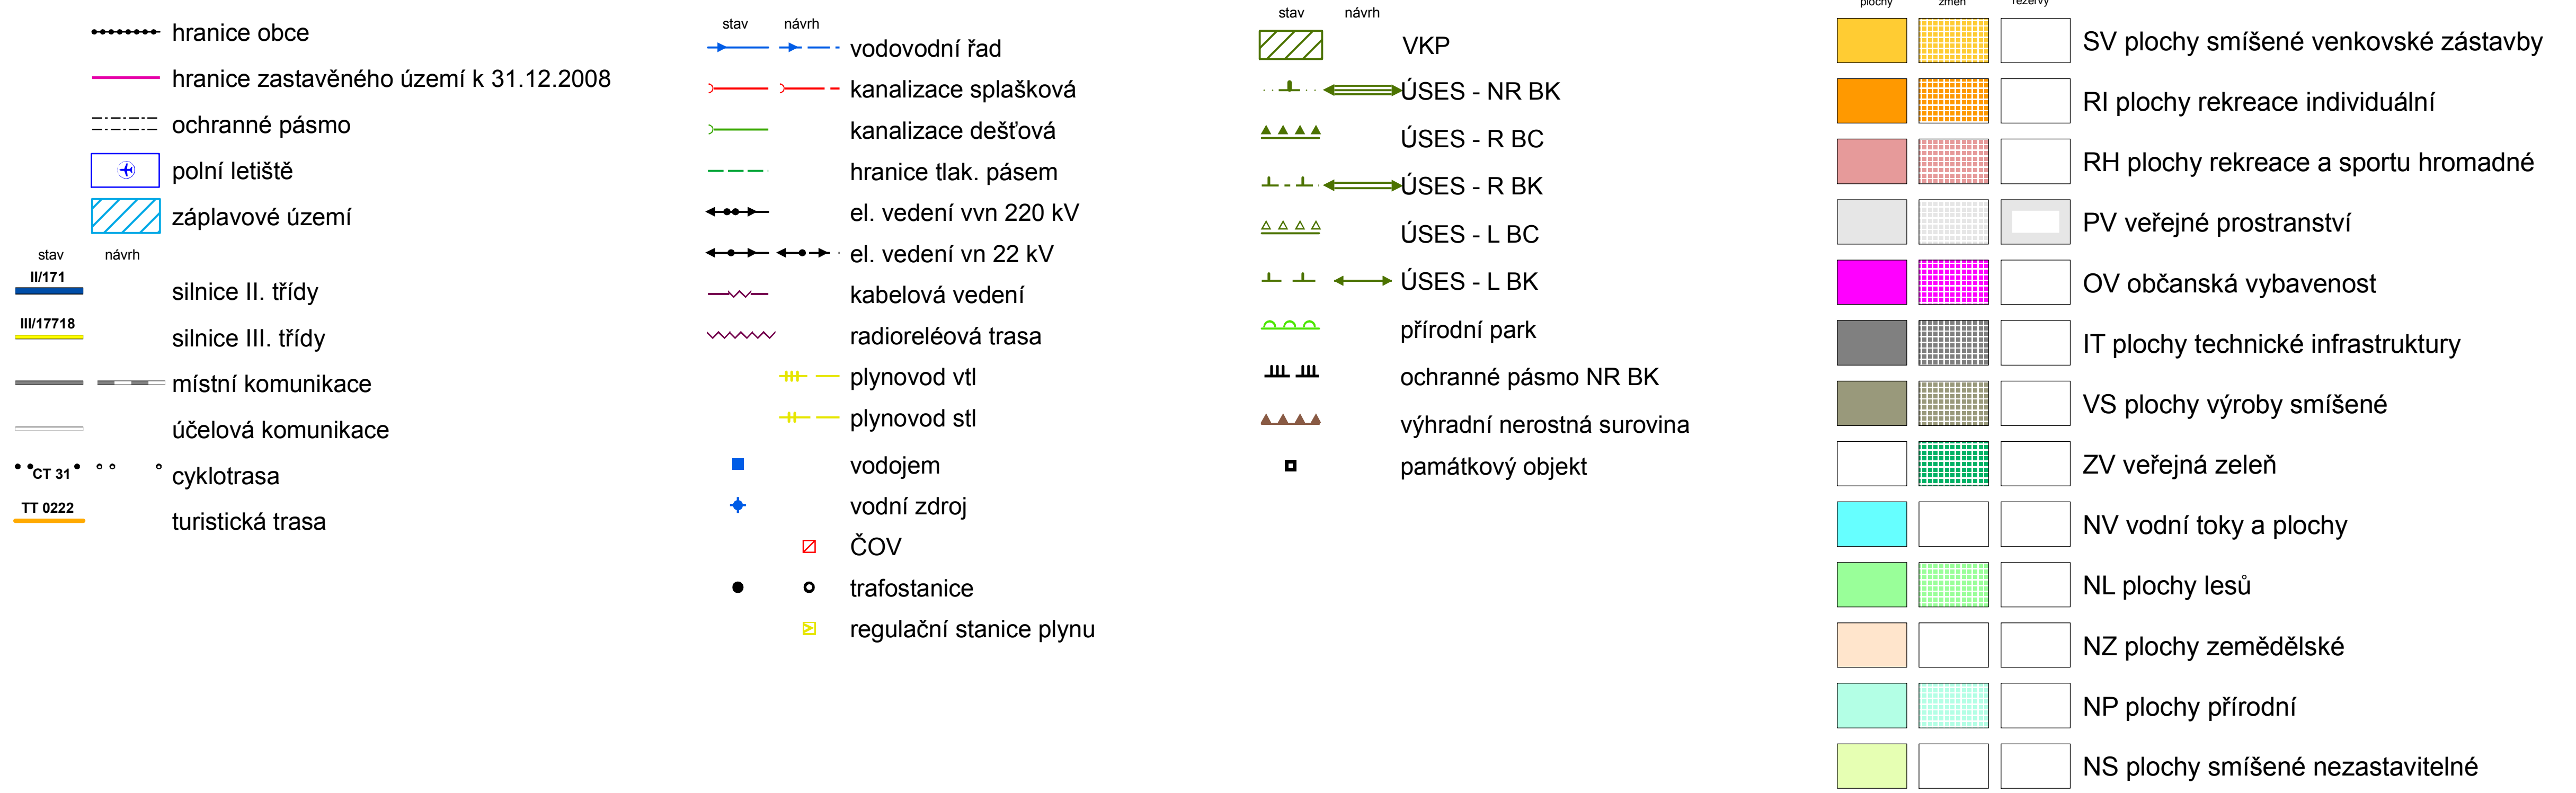 hranice obce
hranice zastavěného území k 31.12.2008
ochranné pásmo
polní letiště
záplavové území
stav návrh
II/171
silnice II. třídy
III/17718
silnice III. třídy
místní komunikace
účelová komunikace
CT 31
cyklotrasa
TT 0222
turistická trasa
stav návrh
vodovodní řad
kanalizace splašková
kanalizace dešťová
hranice tlak. pásem
el. vedení vvn 220 kV
el. vedení vn 22 kV
kabelová vedení
radioreléová trasa
plynovod vtl
plynovod stl
vodojem
vodní zdroj
ČOV
trafostanice
regulační stanice plynu
stav návrh
VKP
ÚSES - NR BK
ÚSES - R BC
ÚSES - R BK
ÚSES - L BC
ÚSES - L BK
přírodní park
ochranné pásmo NR BK
výhradní nerostná surovina
památkový objekt
plochy změn rezervy
SV plochy smíšené venkovské zástavby
RI plochy rekreace individuální
RH plochy rekreace a sportu hromadné
PV veřejné prostranství
OV občanská vybavenost
IT plochy technické infrastruktury
VS plochy výroby smíšené
ZV veřejná zeleň
NV vodní toky a plochy
NL plochy lesů
NZ plochy zemědělské
NP plochy přírodní
NS plochy smíšené nezastavitelné